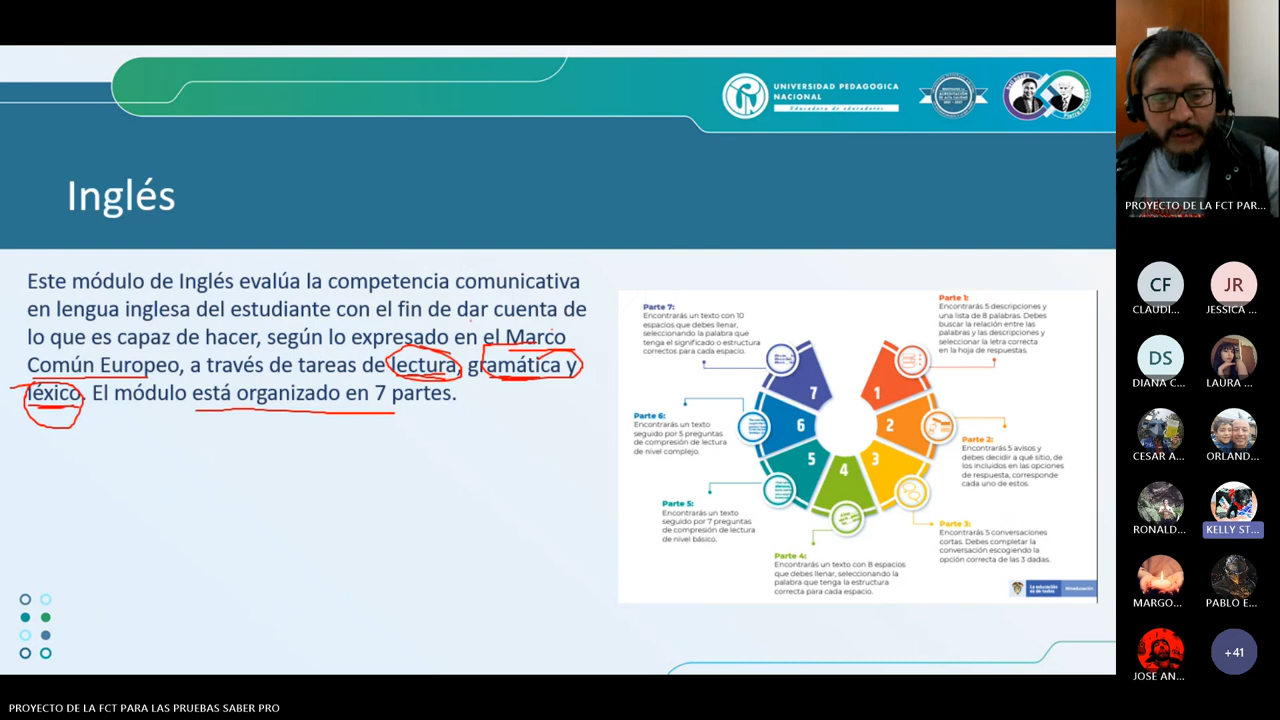 UNIVERSIDAD PEDAGOGICA
NACIONAL
Educadora de educadores
Inglés
Este módulo de Inglés evalúa la competencia comunicativa
en lengua inglesa del estudiante con el fin de dar cuenta de
lo que es capaz de hacer, según lo expresado en el Marco
Común Europeo, a través de tareas de lectura, gramática y
léxico. El módulo está organizado en 7 partes.
Parte 7:
Encontrarás un texto con 10
espacios que debes llenar,
seleccionando la palabra que
tenga el significado o estructura
correctos para cada espacio.
Parte 1:
Encontrarás 5 descripciones y
una lista de 8 palabras. Debes
buscar la relación entre las
palabras y las descripciones y
seleccionar la letra correcta
en la hoja de respuestas.
Parte 6:
Encontrarás un texto
seguido por 5 preguntas
de compresión de lectura
de nivel complejo.
Parte 2:
Encontrarás 5 avisos y
debes decidir a qué sitio, de
los incluidos en las opciones
de respuesta, corresponde
cada uno de estos.
Parte 5:
Encontrarás un texto
seguido por 7 preguntas
de compresión de lectura
de nivel básico.
Parte 3:
Encontrarás 5 conversaciones
cortas. Debes completar la
conversación escogiendo la
opción correcta de las 3 dadas.
Parte 4:
Encontrarás un texto con 8 espacios
que debes llenar, seleccionando la
palabra que tenga la estructura
correcta para cada espacio.
7
1
6
2
5
3
4
La educación
es de todos
Mineducación
PROYECTO DE LA FCT PAR...
CF
JR
CLAUDI...
JESSICA ...
DS
DIANA C...
LAURA ...
CESAR A...
ORLAND...
RONALD...
KELLY ST...
MARGO...
PABLO E...
JOSE AN...
+41
PROYECTO DE LA FCT PARA LAS PRUEBAS SABER PRO